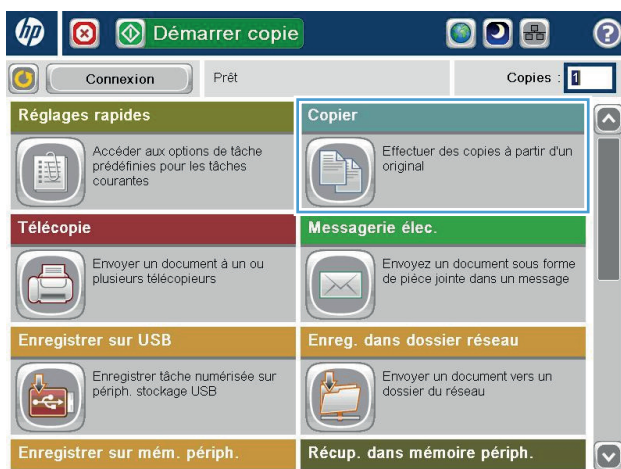 hp
Démarrer copie
?
Connexion
Prêt
Copies : 1
Réglages rapides
Accéder aux options de tâche
prédéfinies pour les tâches
courantes
Copier
Effectuer des copies à partir d'un
original
Télécopie
Envoyer un document à un ou
plusieurs télécopieurs
Messagerie élec.
Envoyez un document sous forme
de pièce jointe dans un message
Enregistrer sur USB
Enregistrer tâche numérisée sur
périph. stockage USB
Enreg. dans dossier réseau
Envoyer un document vers un
dossier du réseau
Enregistrer sur mém. périph.
Récup. dans mémoire périph.